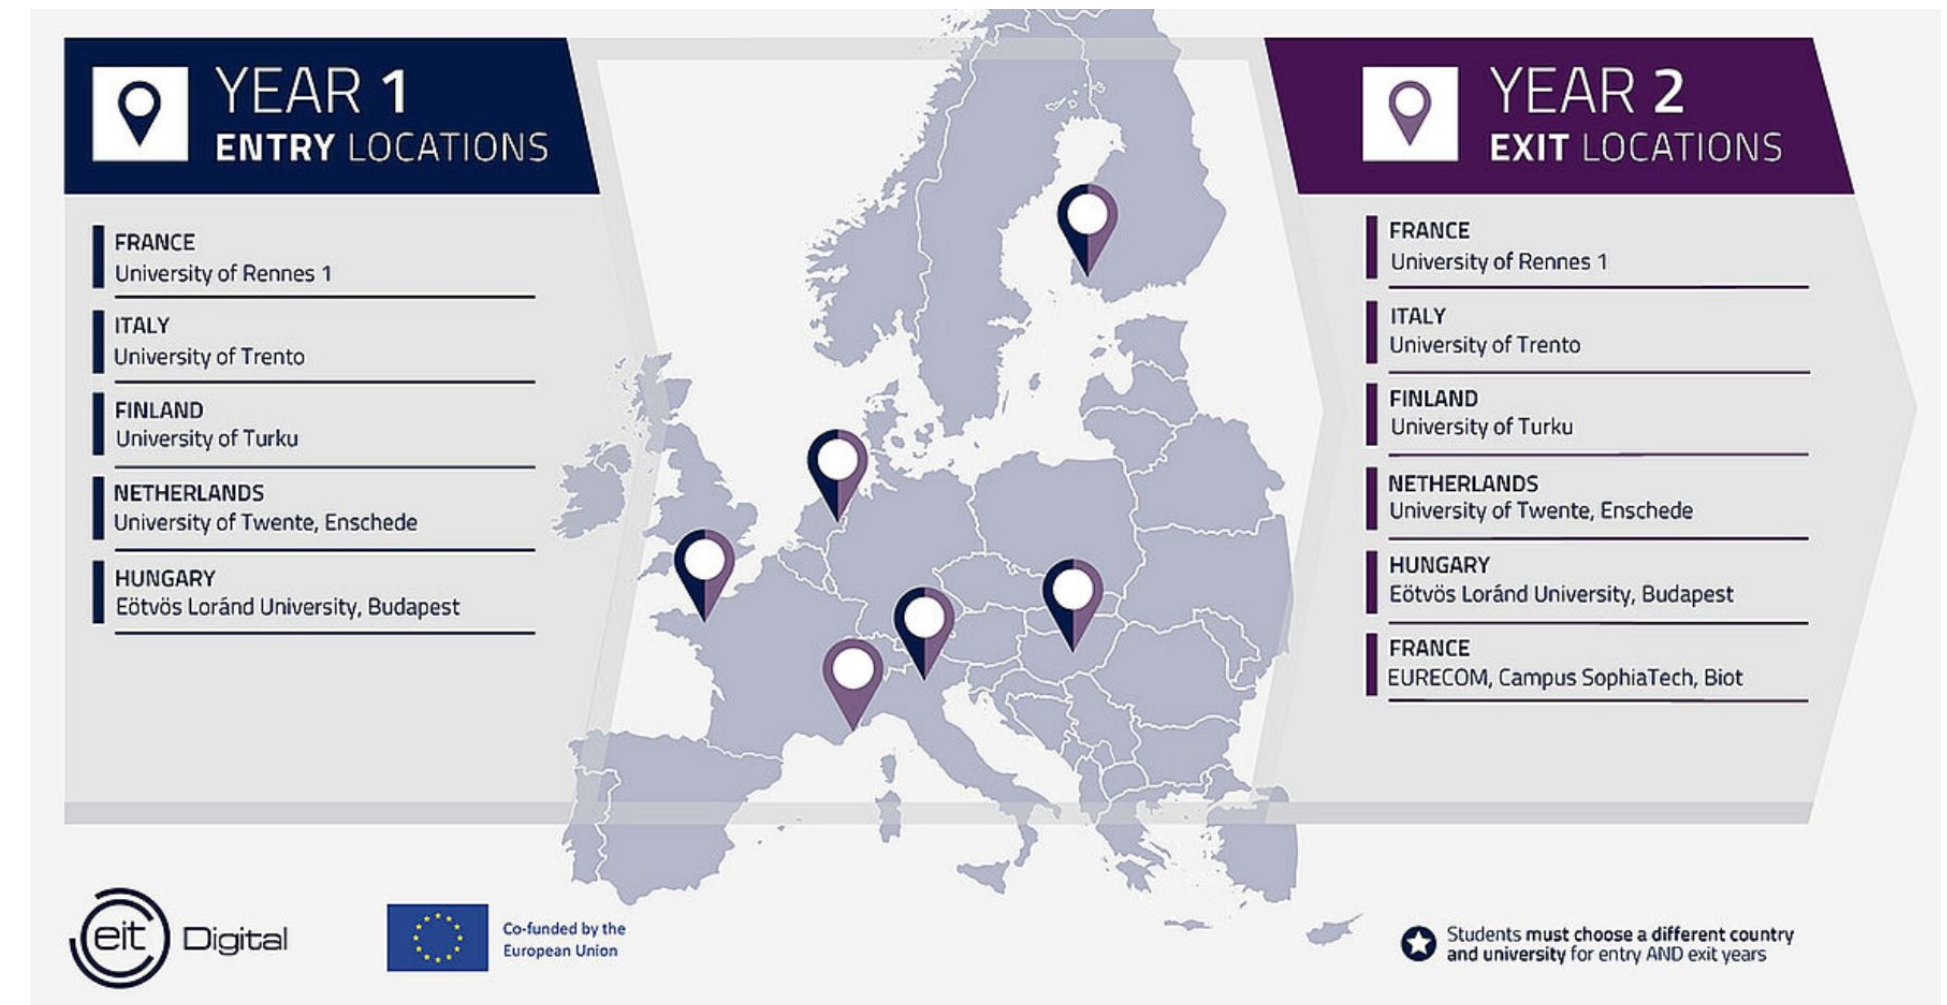 YEAR 1
ENTRY LOCATIONS
FRANCE
University of Rennes 1
ITALY
University of Trento
FINLAND
University of Turku
NETHERLANDS
University of Twente, Enschede
HUNGARY
Eötvös Loránd University, Budapest
YEAR 2
EXIT LOCATIONS
FRANCE
University of Rennes 1
ITALY
University of Trento
FINLAND
University of Turku
NETHERLANDS
University of Twente, Enschede
HUNGARY
Eötvös Loránd University, Budapest
FRANCE
EURECOM, Campus SophiaTech, Biot
eit Digital
Co-funded by the
European Union
Students must choose a different country
and university for entry AND exit years